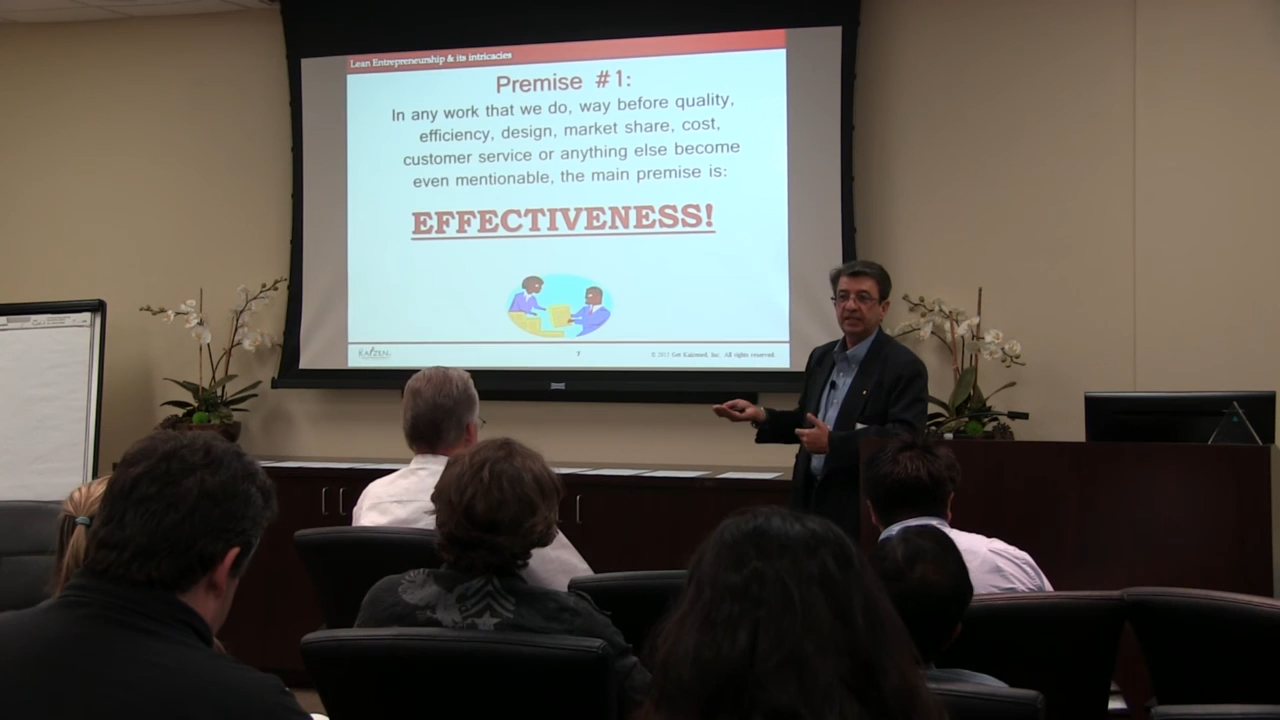 Lean Entrepreneurship & its intricacies
Premise #1:
In any work that we do, way before quality,
efficiency, design, market share, cost,
customer service or anything else become
even mentionable, the main premise is:
EFFECTIVENESS!
KAIZEN
7
© 2013 Get Kaizened, Inc. All rights reserved.